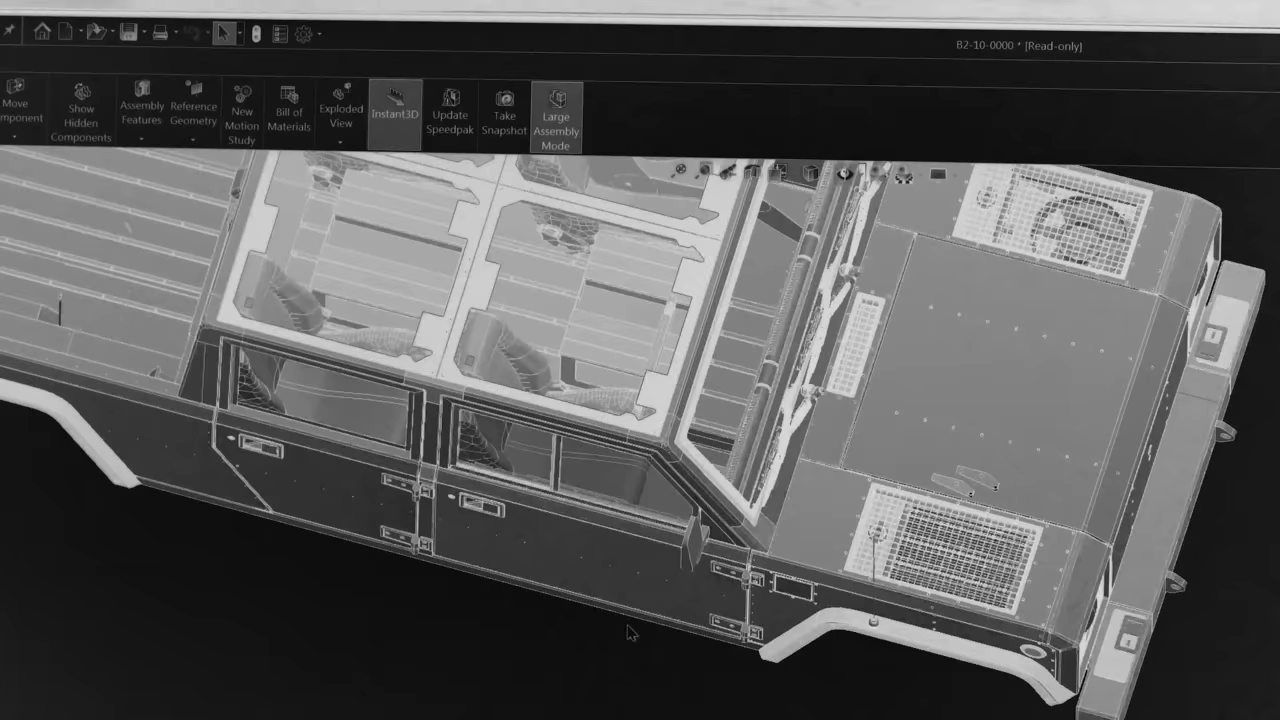 B2-10-0000 * [Read-only]
Move
mponent
Show
Hidden
Components
Assembly
Features
Reference
Geometry
New
Motion
Study
Bill of
Materials
Exploded
View
Instant3D
Update
Speedpak
Take
Snapshot
Large
Assembly
Mode